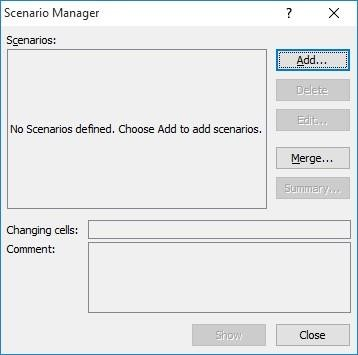 Scenario Manager ? ×
Scenarios:
Add...
Delete
No Scenarios defined. Choose Add to add scenarios.
Edit...
Merge...
Summary...
Changing cells:
Comment:
Show Close